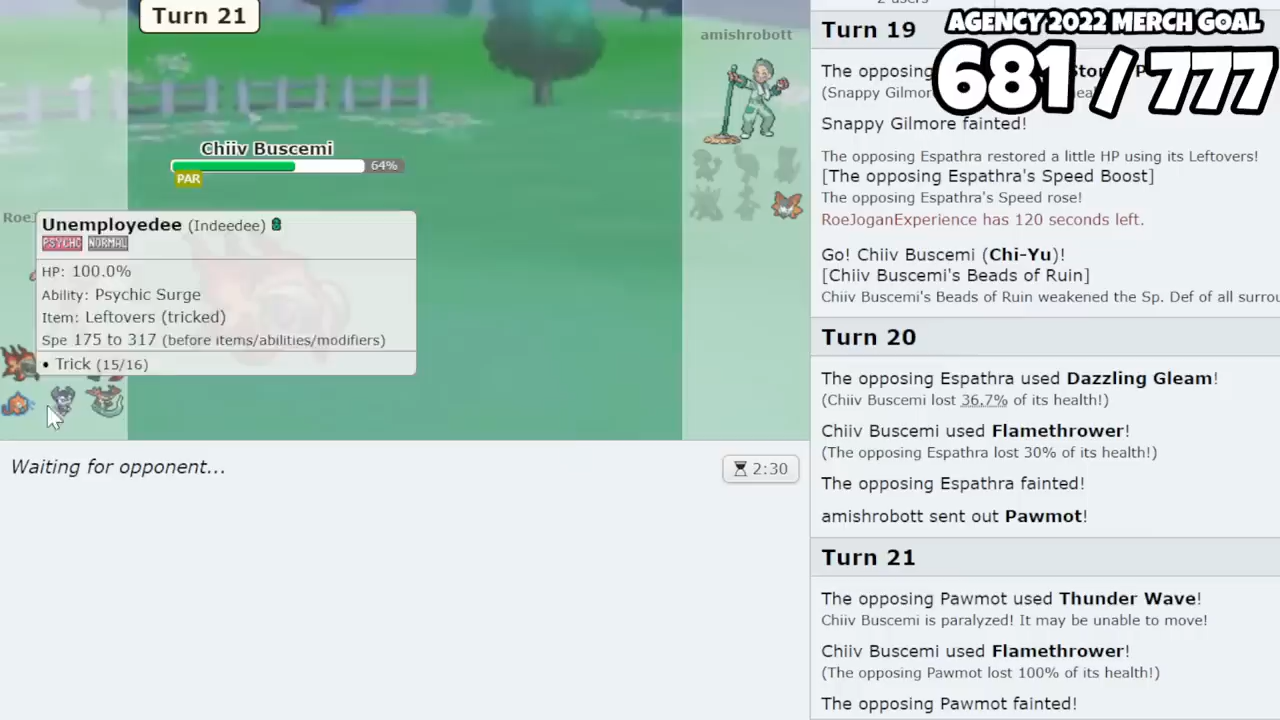 Turn 21
amishrobott
Chiiv Buscemi
64%
PAR
Unemployedee (Indeedee)
PSYCHC NORMAL
HP: 100.0%
Ability: Psychic Surge
Item: Leftovers (tricked)
Spe 175 to 317 (before items/abilities/modifiers)
• Trick (15/16)
Waiting for opponent...
2:30
AGENCY 2022 MERCH GOAL
681 / 777
Turn 19
The opposing
(Snappy Gilmor
Snappy Gilmore fainted!
The opposing Espathra restored a little HP using its Leftovers!
[The opposing Espathra's Speed Boost]
The opposing Espathra's Speed rose!
RoeJoganExperience has 120 seconds left.
Go! Chiiv Buscemi (Chi-Yu)!
[Chiiv Buscemi's Beads of Ruin]
Chiiv Buscemi's Beads of Ruin weakened the Sp. Def of all surrou
Turn 20
The opposing Espathra used Dazzling Gleam!
(Chiiv Buscemi lost 36.7% of its health!)
Chiiv Buscemi used Flamethrower!
(The opposing Espathra lost 30% of its health!)
The opposing Espathra fainted!
amishrobott sent out Pawmot!
Turn 21
The opposing Pawmot used Thunder Wave!
Chiiv Buscemi is paralyzed! It may be unable to move!
Chiiv Buscemi used Flamethrower!
(The opposing Pawmot lost 100% of its health!)
The opposing Pawmot fainted!